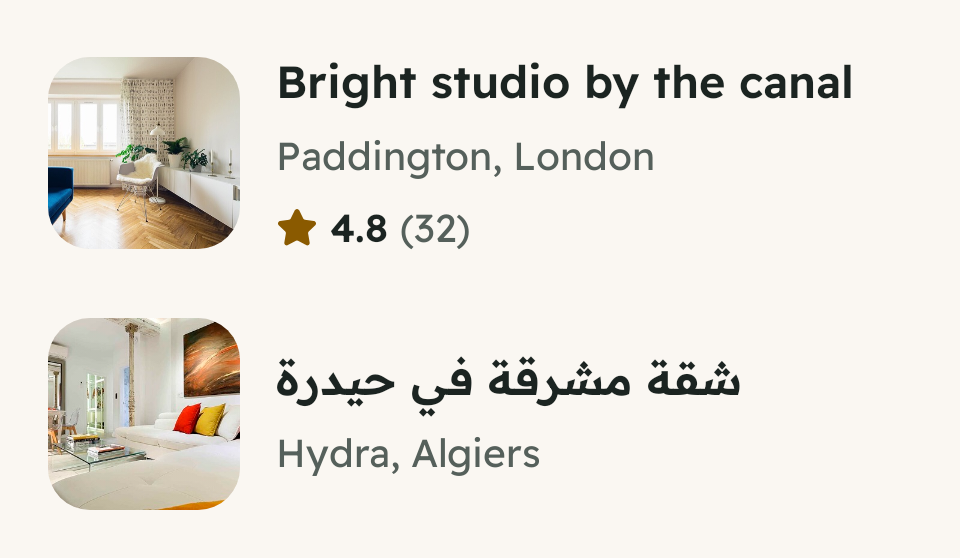 Bright studio by the canal
Paddington, London
4.8 (32)
شقة مشرقة في حيدرة
Hydra, Algiers